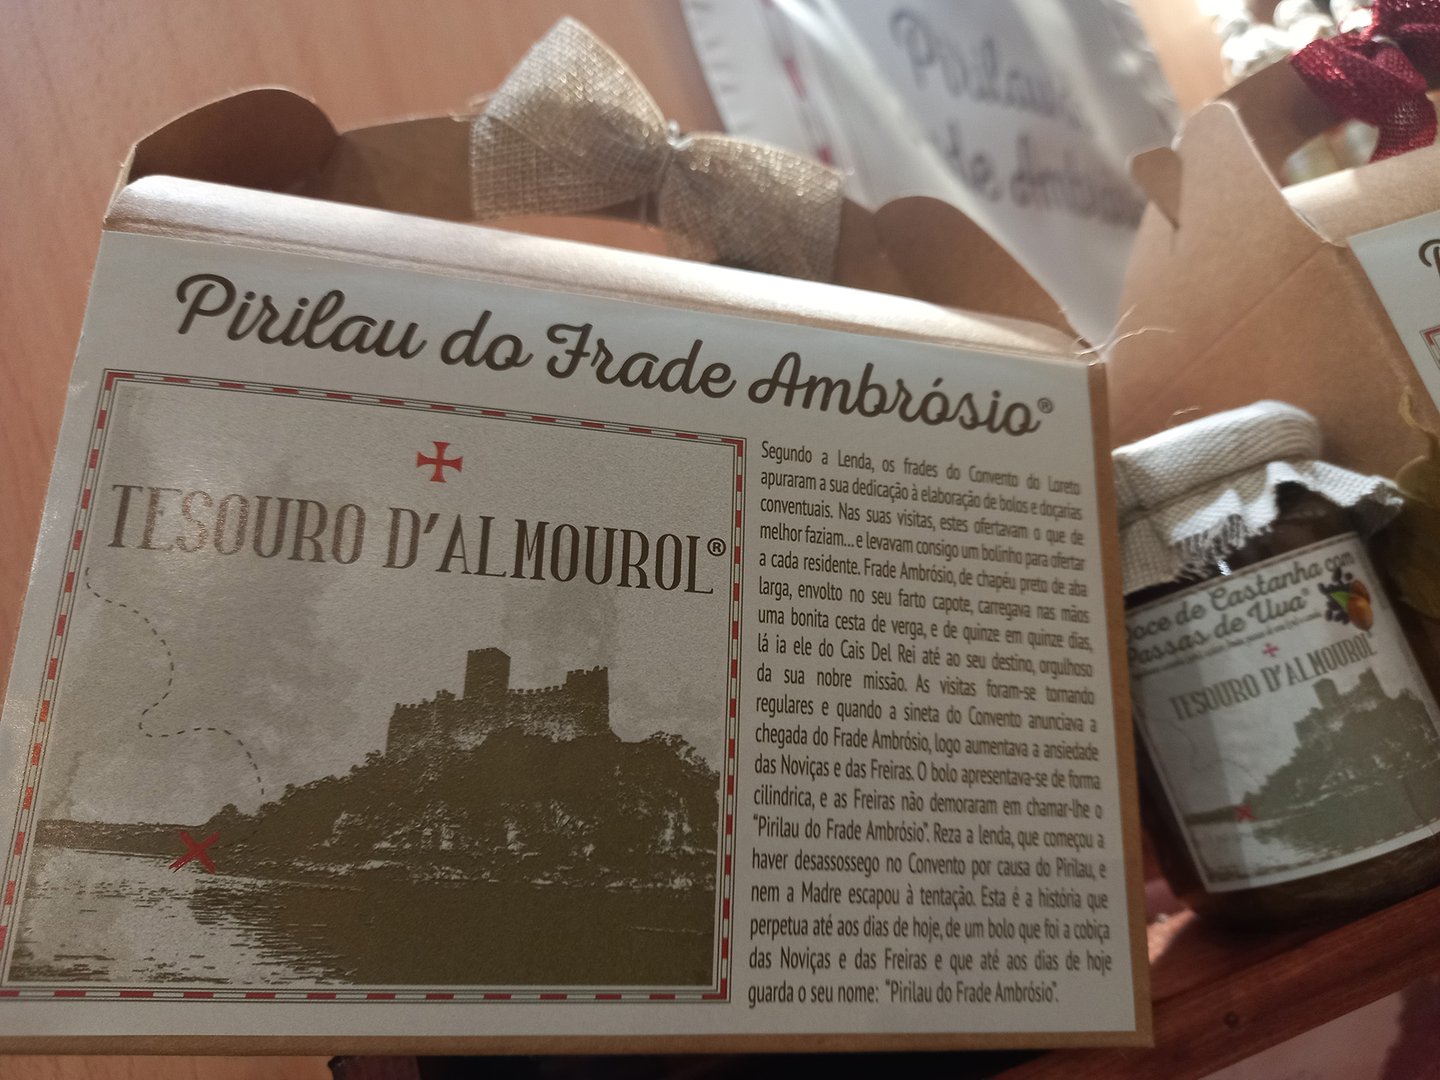 Pirilau
Pirilau do Frade Ambrósio®
TESOURO D'ALMOUROL®
Segundo a Lenda, os frades do Convento do Loreto
apuraram a sua dedicação à elaboração de bolos e doçarias
conventuais. Nas suas visitas, estes ofertavam o que de
melhor faziam... e levavam consigo um bolinho para ofertar
a cada residente. Frade Ambrósio, de chapéu preto de aba
larga, envolto no seu farto capote, carregava nas mãos
uma bonita cesta de verga, e de quinze em quinze dias,
lá ia ele do Cais Del Rei até ao seu destino, orgulhoso
da sua nobre missão. As visitas foram-se tornando
regulares e quando a sineta do Convento anunciava a
chegada do Frade Ambrósio, logo aumentava a ansiedade
das Noviças e das Freiras. O bolo apresentava-se de forma
cilindrica, e as Freiras não demoraram em chamar-lhe o
"Pirilau do Frade Ambrósio". Reza a lenda, que começou a
haver desassossego no Convento por causa do Pirilau, e
nem a Madre escapou à tentação. Esta é a história que
perpetua até aos dias de hoje, de um bolo que foi a cobiça
das Noviças e das Freiras e que até aos dias de hoje
guarda o seu nome: "Pirilau do Frade Ambrósio".
Doce de Castanha com
Passas de Uva®
TESOURO D'ALMOUROL®